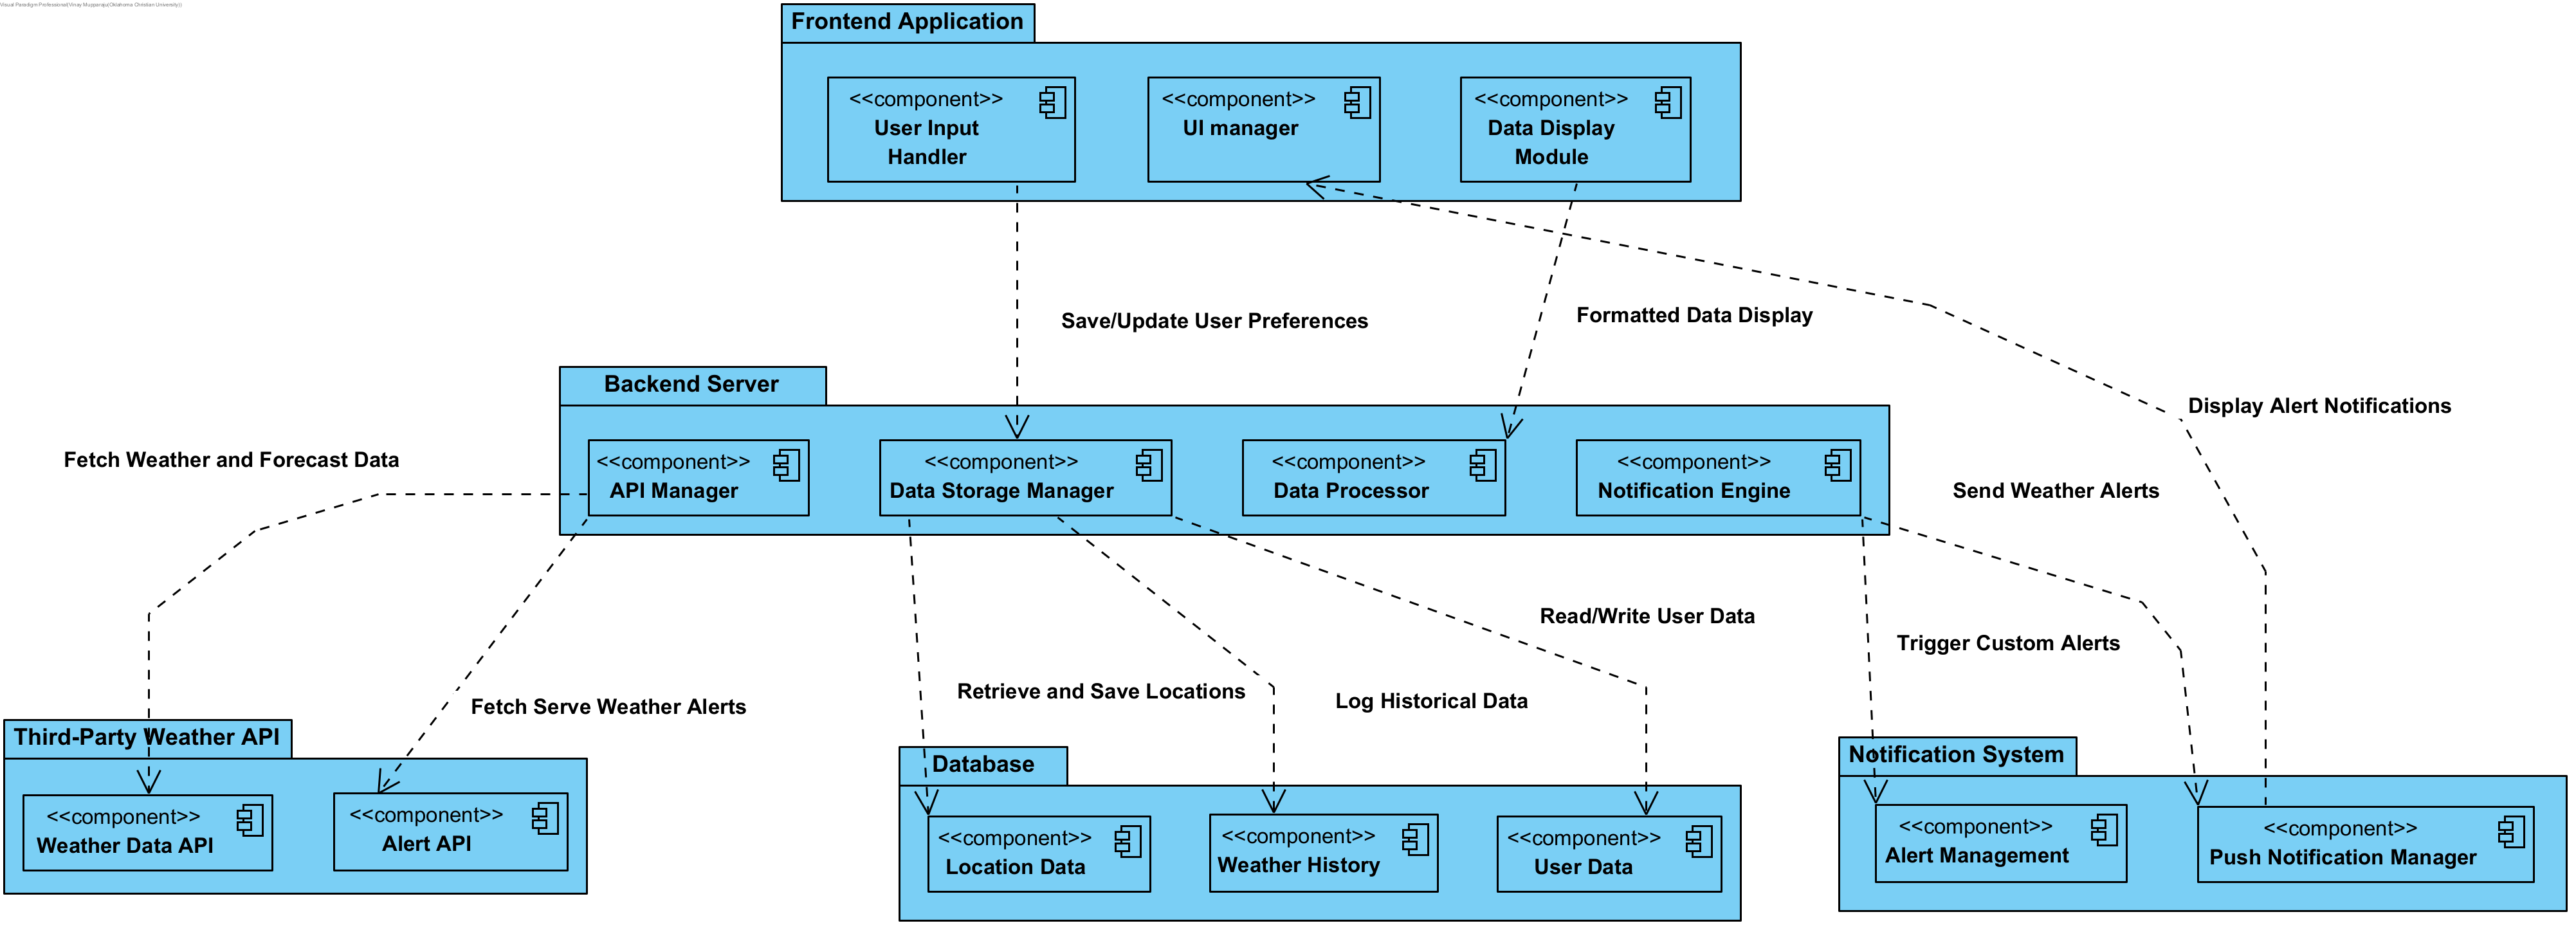 Visual Paradigm Professional(Vinay Mupparaju(Oklahoma Christian University))
Frontend Application
<<component>>
User Input
Handler
<<component>>
UI manager
<<component>>
Data Display
Module
Save/Update User Preferences
Formatted Data Display
Display Alert Notifications
Backend Server
<<component>>
API Manager
<<component>>
Data Storage Manager
<<component>>
Data Processor
<<component>>
Notification Engine
Fetch Weather and Forecast Data
Send Weather Alerts
Read/Write User Data
Trigger Custom Alerts
Retrieve and Save Locations
Log Historical Data
Fetch Serve Weather Alerts
Third-Party Weather API
<<component>>
Weather Data API
<<component>>
Alert API
Database
<<component>>
Location Data
<<component>>
Weather History
<<component>>
User Data
Notification System
<<component>>
Alert Management
<<component>>
Push Notification Manager